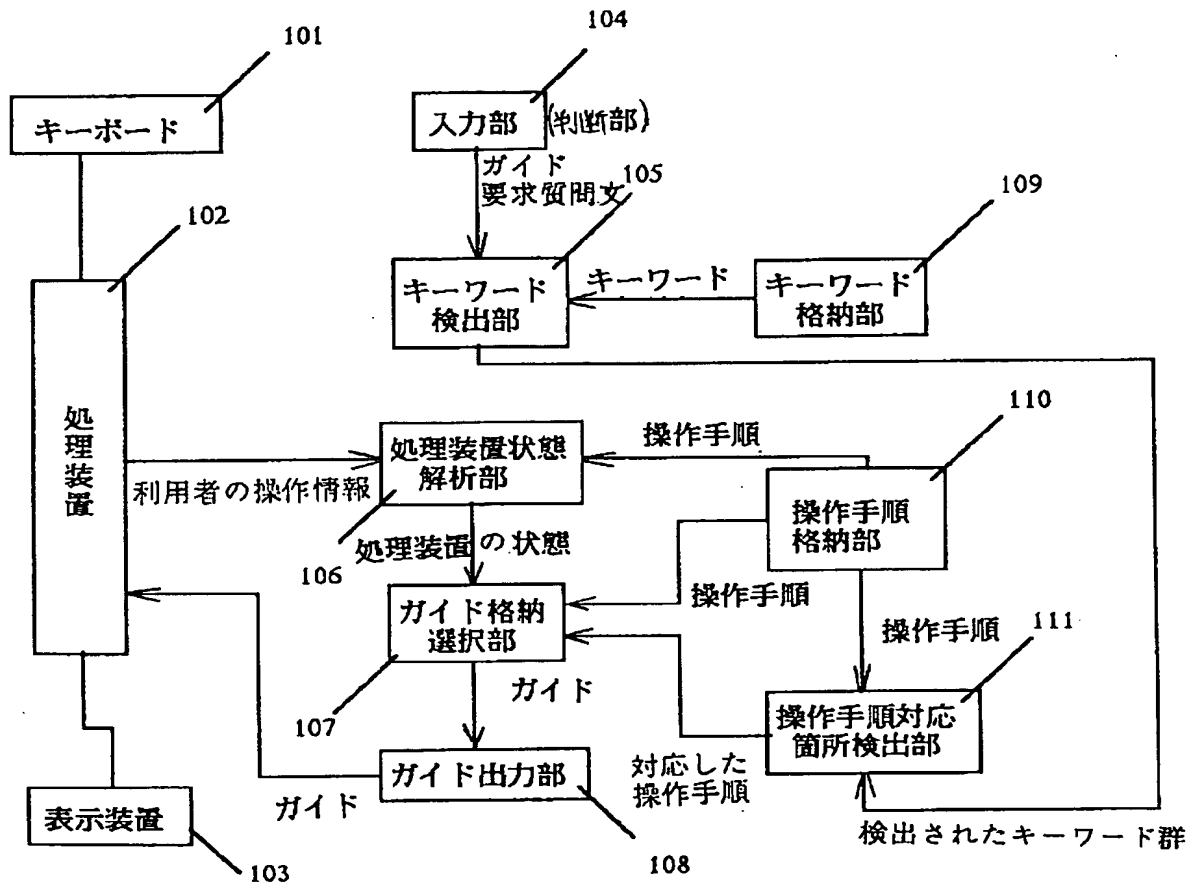 101
104
キーボード
入力部 (判断部)
ガイド
要求質問文
105
109
102
キーワード
検出部
キーワード
キーワード
格納部
処理装置
110
処理装置状態
解析部
操作手順
利用者の操作情報
操作手順
格納部
処理装置の状態
106
操作手順
ガイド格納
選択部
操作手順
111
107
ガイド
操作手順対応
箇所検出部
対応した
操作手順
ガイド出力部
ガイド
表示装置
検出されたキーワード群
108
103